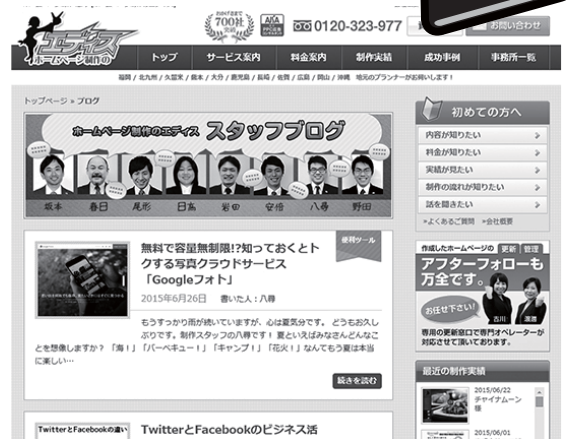 おかげさまで
700社
実績
0120-323-977
お問い合わせ
エディス
ホームページ制作の
トップ
サービス案内
料金案内
制作実績
成功事例
事務所一覧
福岡 / 北九州 / 久留米 / 熊本 / 大分 / 鹿児島 / 長崎 / 佐賀 / 広島 / 岡山 / 沖縄 地元のプランナーがお伺いします！
トップページ » ブログ
ホームページ制作のエディス スタッフブログ
坂本 春日 尾形 日髙 岩田 安倍 八尋 野田
無料で容量無制限!?知っておくとト
クする写真クラウドサービス
「Googleフォト」
便利ツール
2015年6月26日 書いた人：八尋
もうすっかり雨が続いていますが、心は夏気分です。 どうもお久し
ぶりです。制作スタッフの八尋です！ 夏といえばみなさんどんなこ
とを想像しますか？ 「海！」「バーベキュー！」「キャンプ！」「花火！」なんてもう夏は本当
に楽しい…
続きを読む
TwitterとFacebookの違い
TwitterとFacebookのビジネス活
初めての方へ
内容が知りたい
料金が知りたい
実績が見たい
制作の流れが知りたい
話を聞きたい
»よくあるご質問 »会社概要
作成したホームページの 更新 管理
アフター
フォローも
万全です。
お任せ下さい!
古川
専用の更新窓口で専門オペレーターが
対応させて頂いております。
最近の制作実績
2015/06/22
チャイナムーン
様
2015/06/01